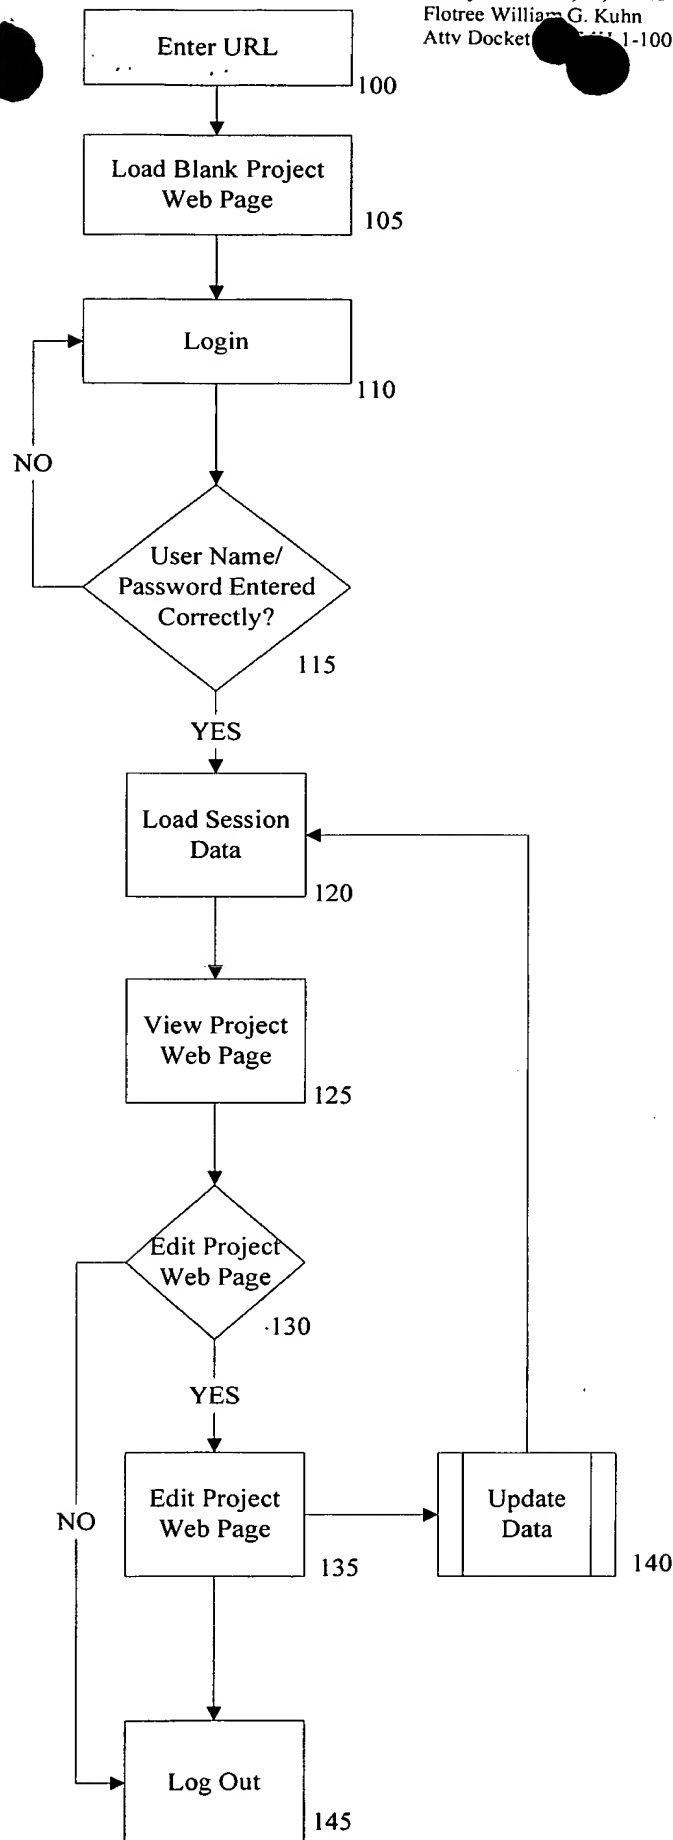 Flotree William G. Kuhn
Atty Docket 1-100
Enter URL
100
Load Blank Project
Web Page
105
Login
110
NO
User Name/
Password Entered
Correctly?
115
YES
Load Session
Data
120
View Project
Web Page
125
Edit Project
Web Page
130
YES
Edit Project
Web Page
135
Update
Data
140
NO
Log Out
145